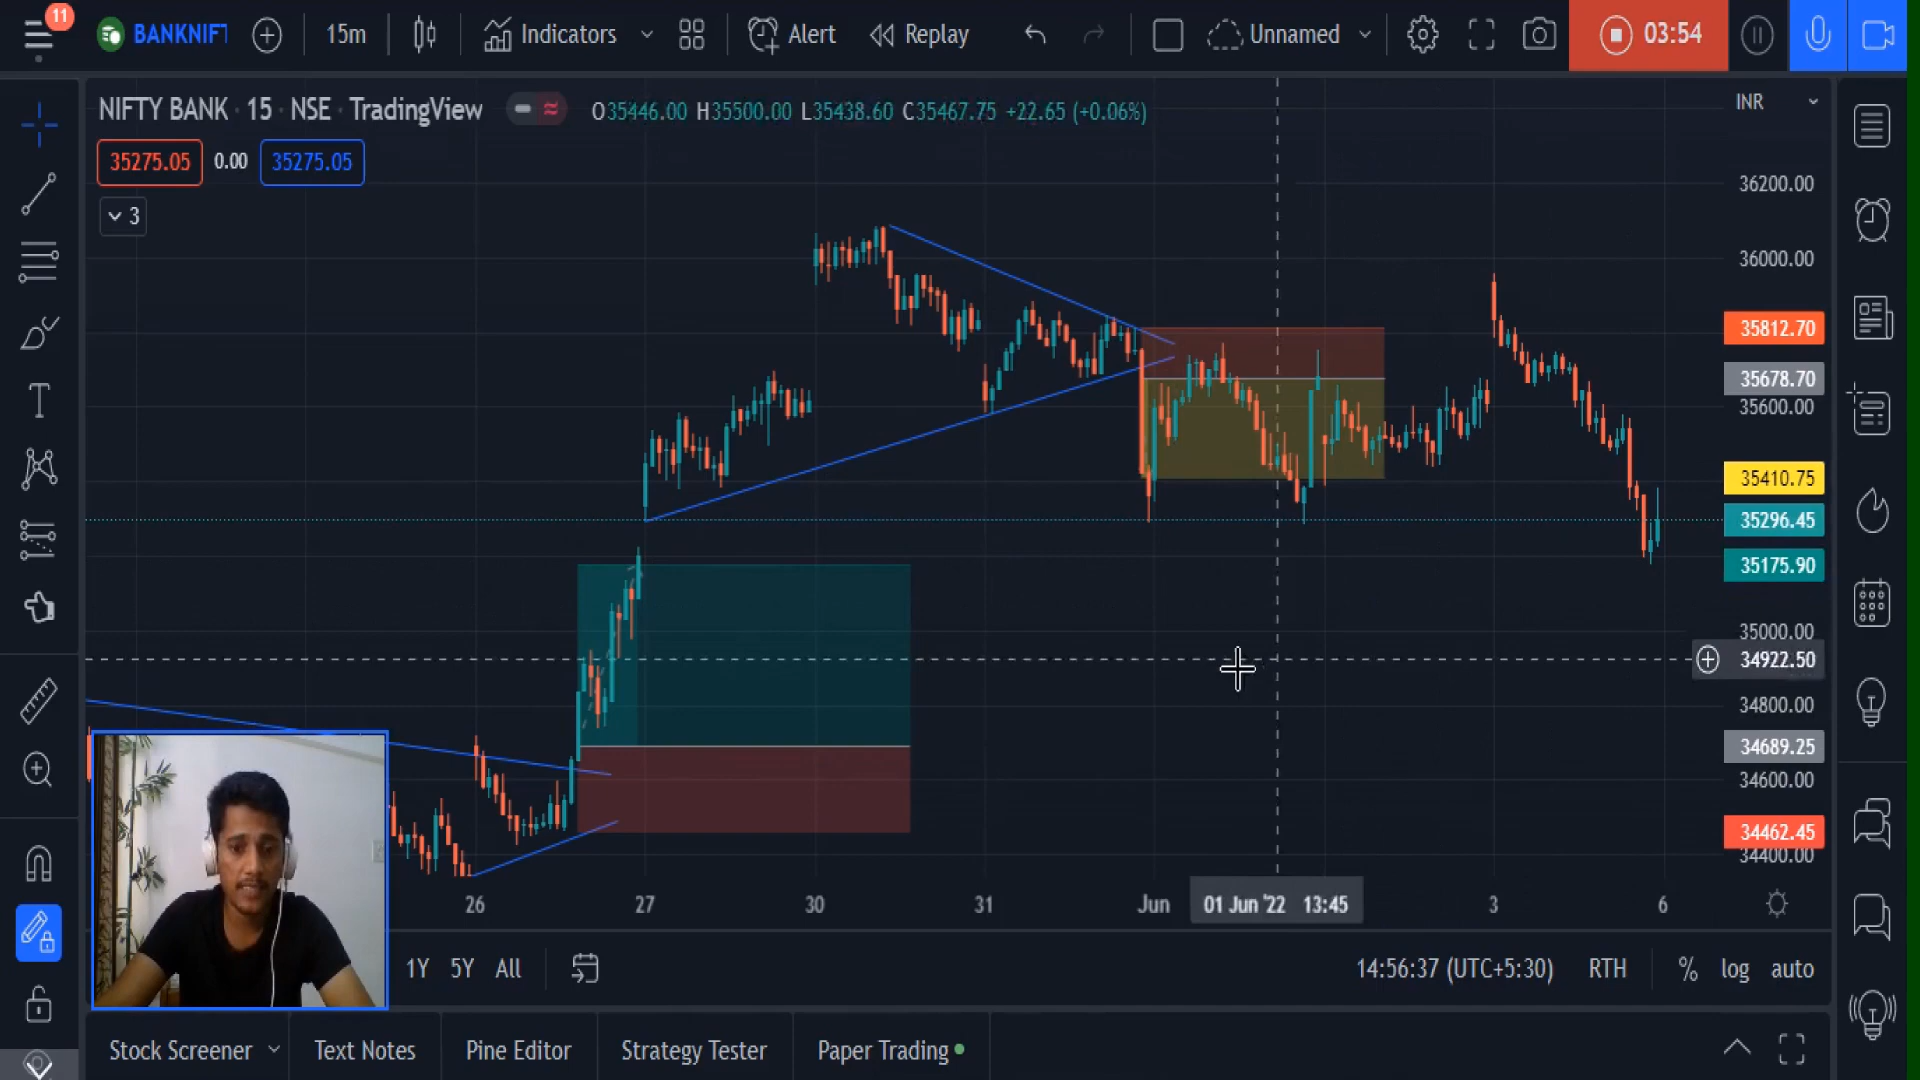 11
BANKNIFT
15m
Indicators
Alert
Replay
Unnamed
03:54
NIFTY BANK · 15 · NSE · TradingView
O35446.00 H35500.00 L35438.60 C35467.75 +22.65 (+0.06%)
INR
35275.05
0.00
35275.05
3
36200.00
36000.00
35812.70
35678.70
35600.00
35410.75
35296.45
35175.90
35000.00
34922.50
34800.00
34689.25
34600.00
34462.45
34400.00
26
27
30
31
Jun
01 Jun '22 13:45
3
6
1Y
5Y
All
14:56:37 (UTC+5:30)
RTH
%
log
auto
Stock Screener
Text Notes
Pine Editor
Strategy Tester
Paper Trading